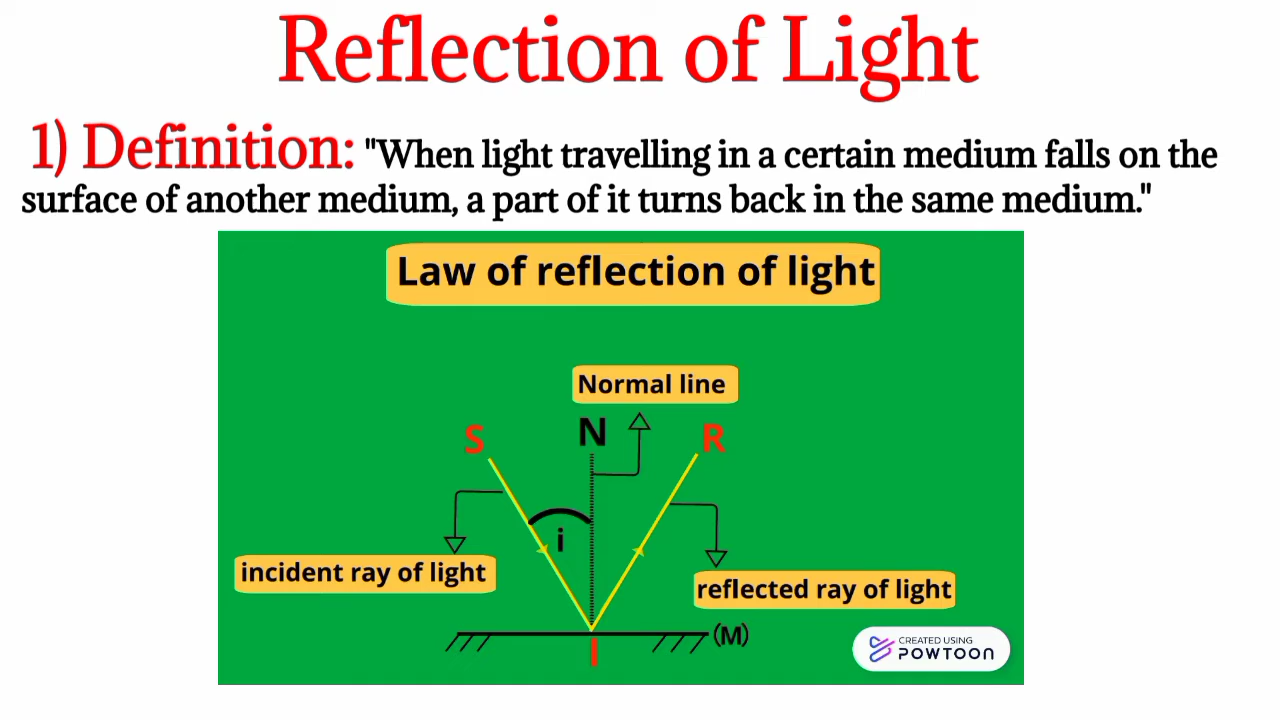 Reflection of Light
1) Definition: "When light travelling in a certain medium falls on the
surface of another medium, a part of it turns back in the same medium."
Law of reflection of light
Normal line
S N R
i
incident ray of light
reflected ray of light
(M)
I
CREATED USING
POWTOON